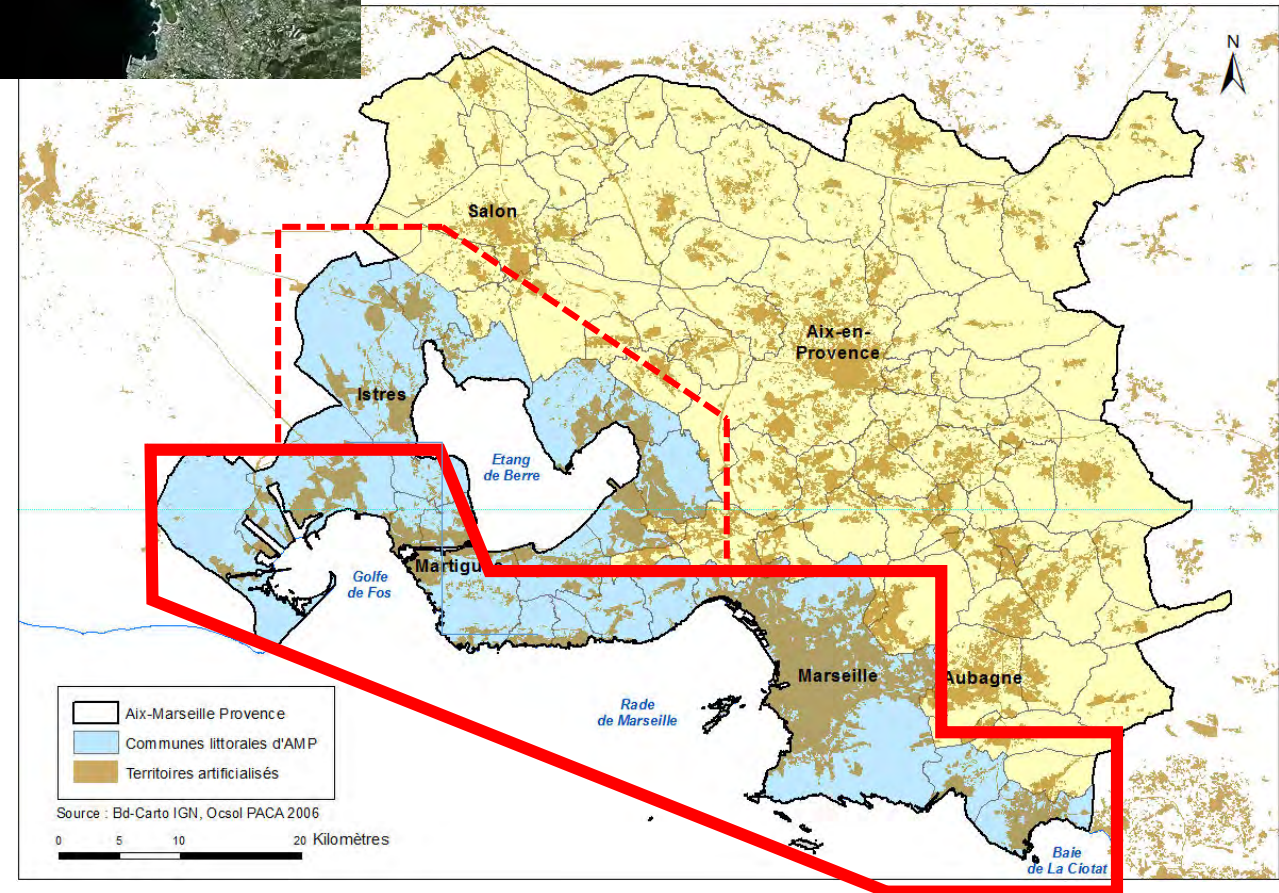 N
Salon
Aix-en-
Provence
Istres
Etang
de Berre
Martigues
Golfe
de Fos
Marseille
Aubagne
Rade
de Marseille
Baie
de La Ciotat
Aix-Marseille Provence
Communes littorales d'AMP
Territoires artificialisés
Source : Bd-Carto IGN, Ocsol PACA 2006
0 5 10 20 Kilomètres